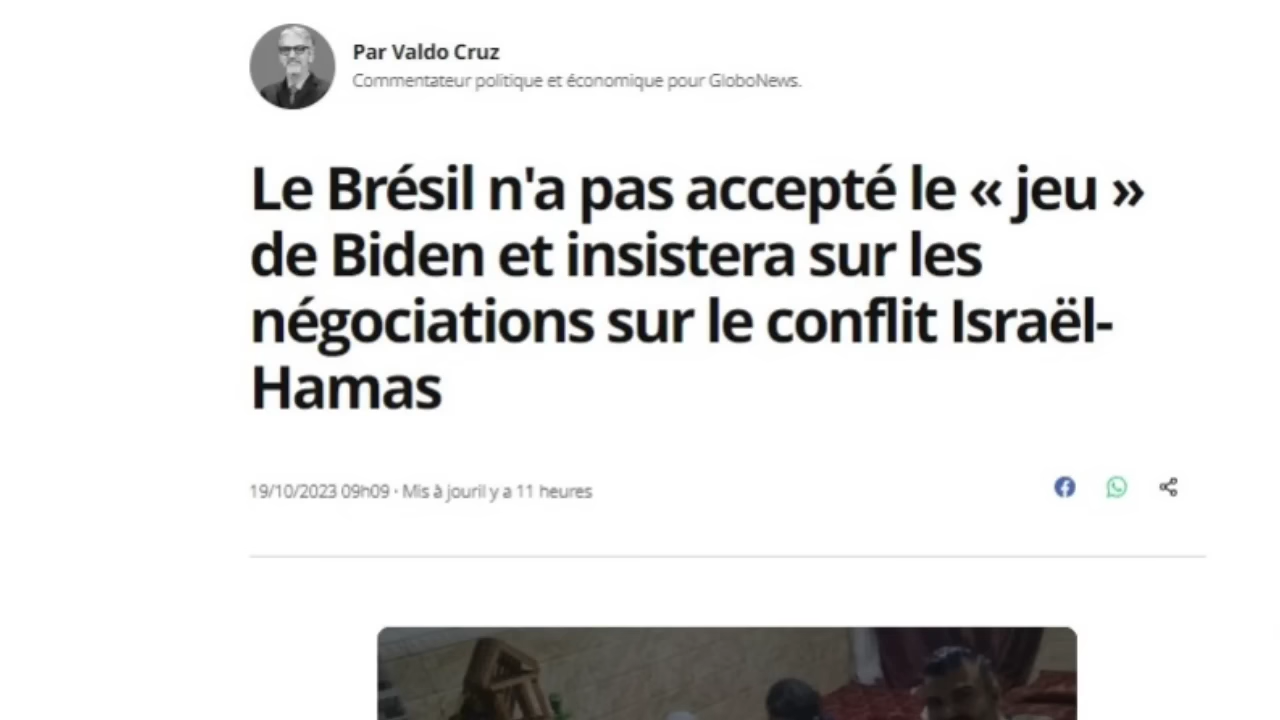 Par Valdo Cruz
Commentateur politique et économique pour GloboNews.
Le Brésil n'a pas accepté le « jeu »
de Biden et insistera sur les
négociations sur le conflit Israël-
Hamas
19/10/2023 09h09 · Mis à jouril y a 11 heures